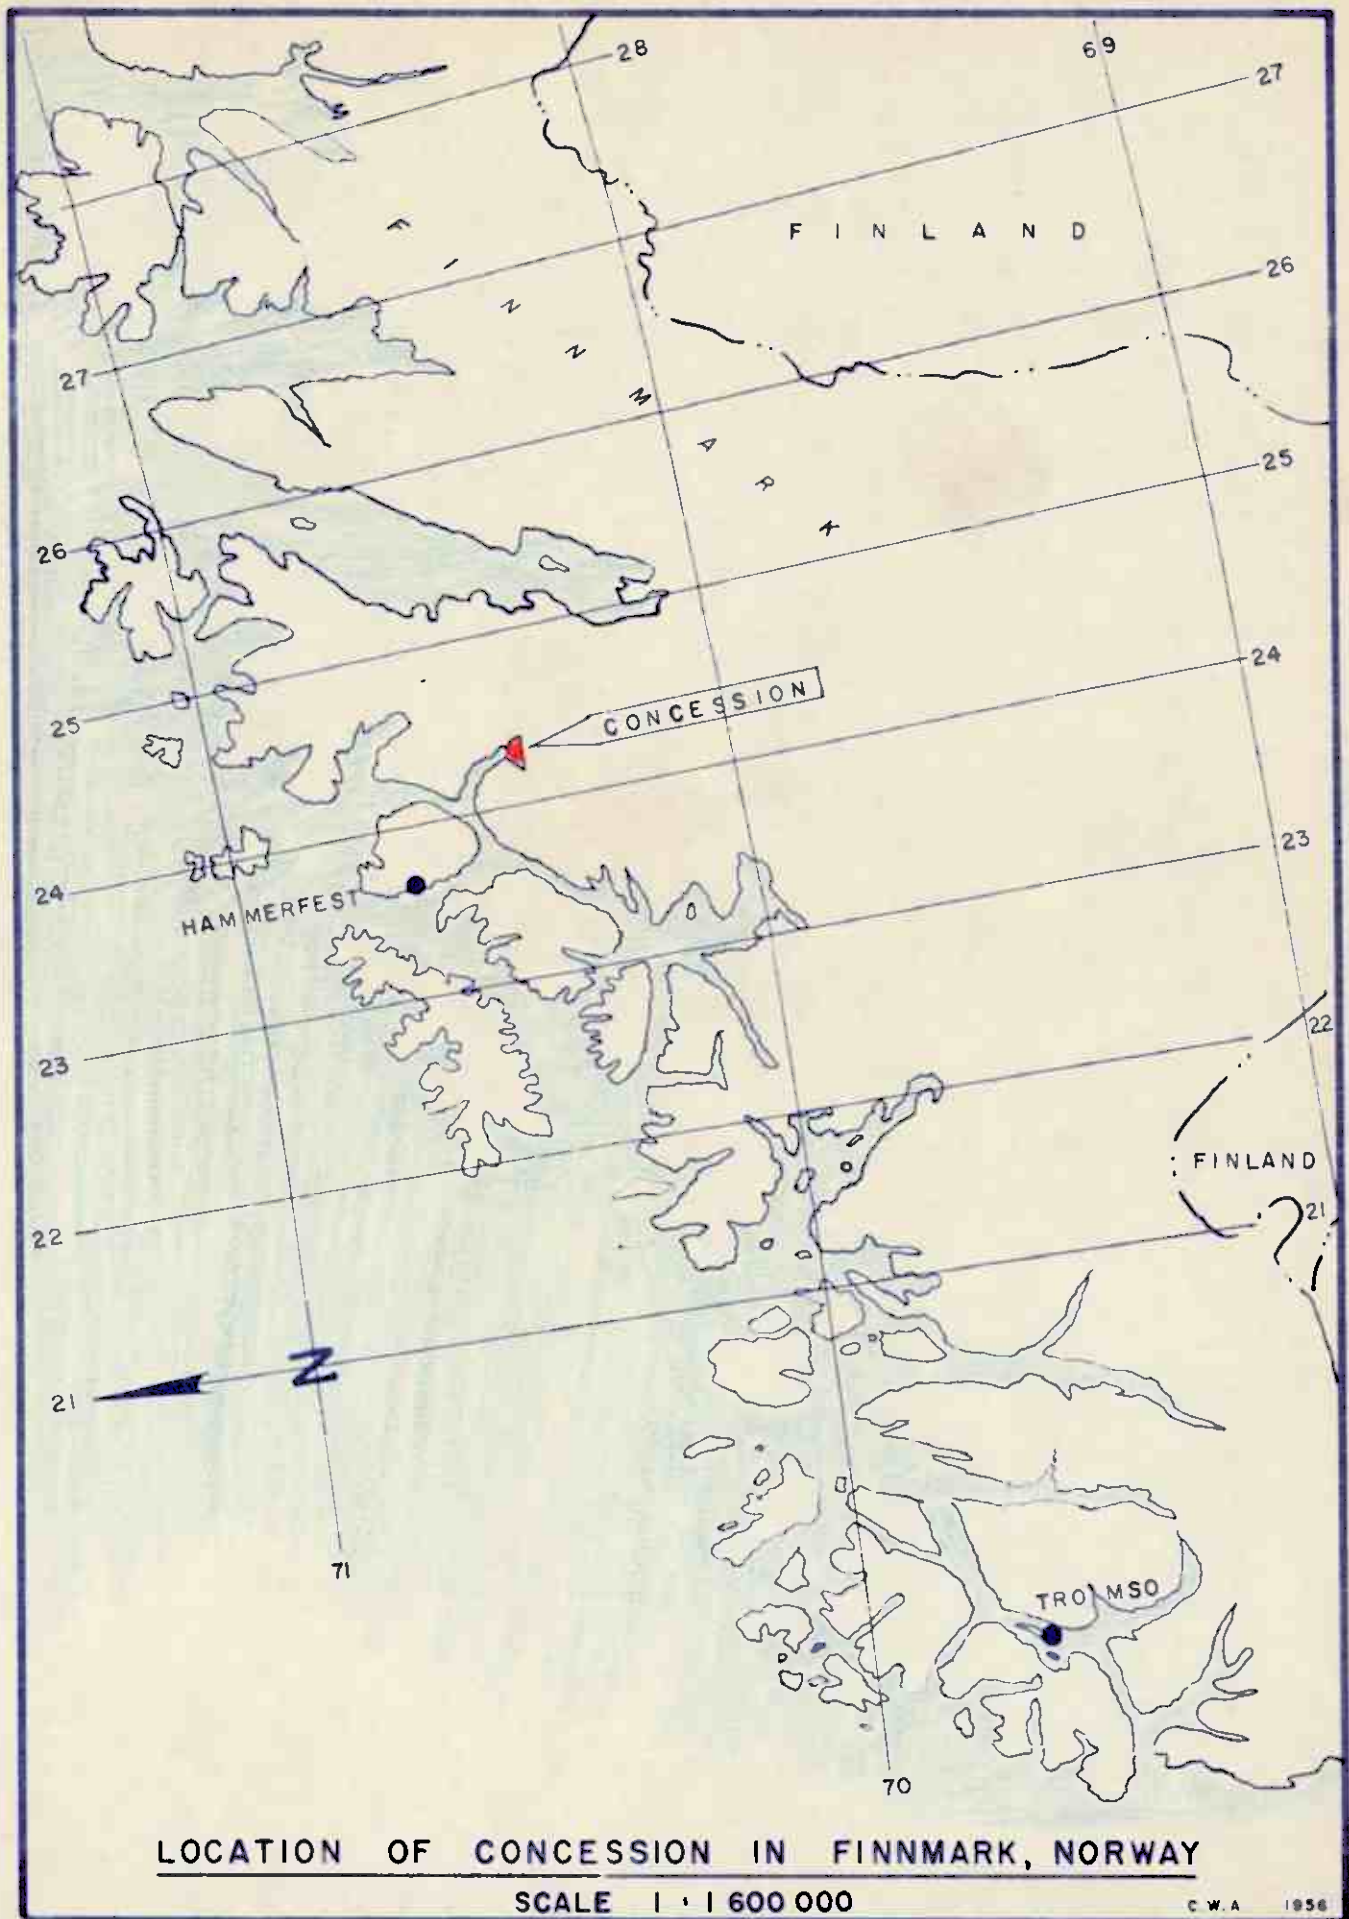 28
69
27
FINLAND
26
FINNMARK
27
25
26
24
CONCESSION
25
23
24
HAMMERFEST
22
23
FINLAND
21
22
N
21
71
TROMSO
70
LOCATION OF CONCESSION IN FINNMARK, NORWAY
SCALE 1 : 1 600 000
C.W.A 1956